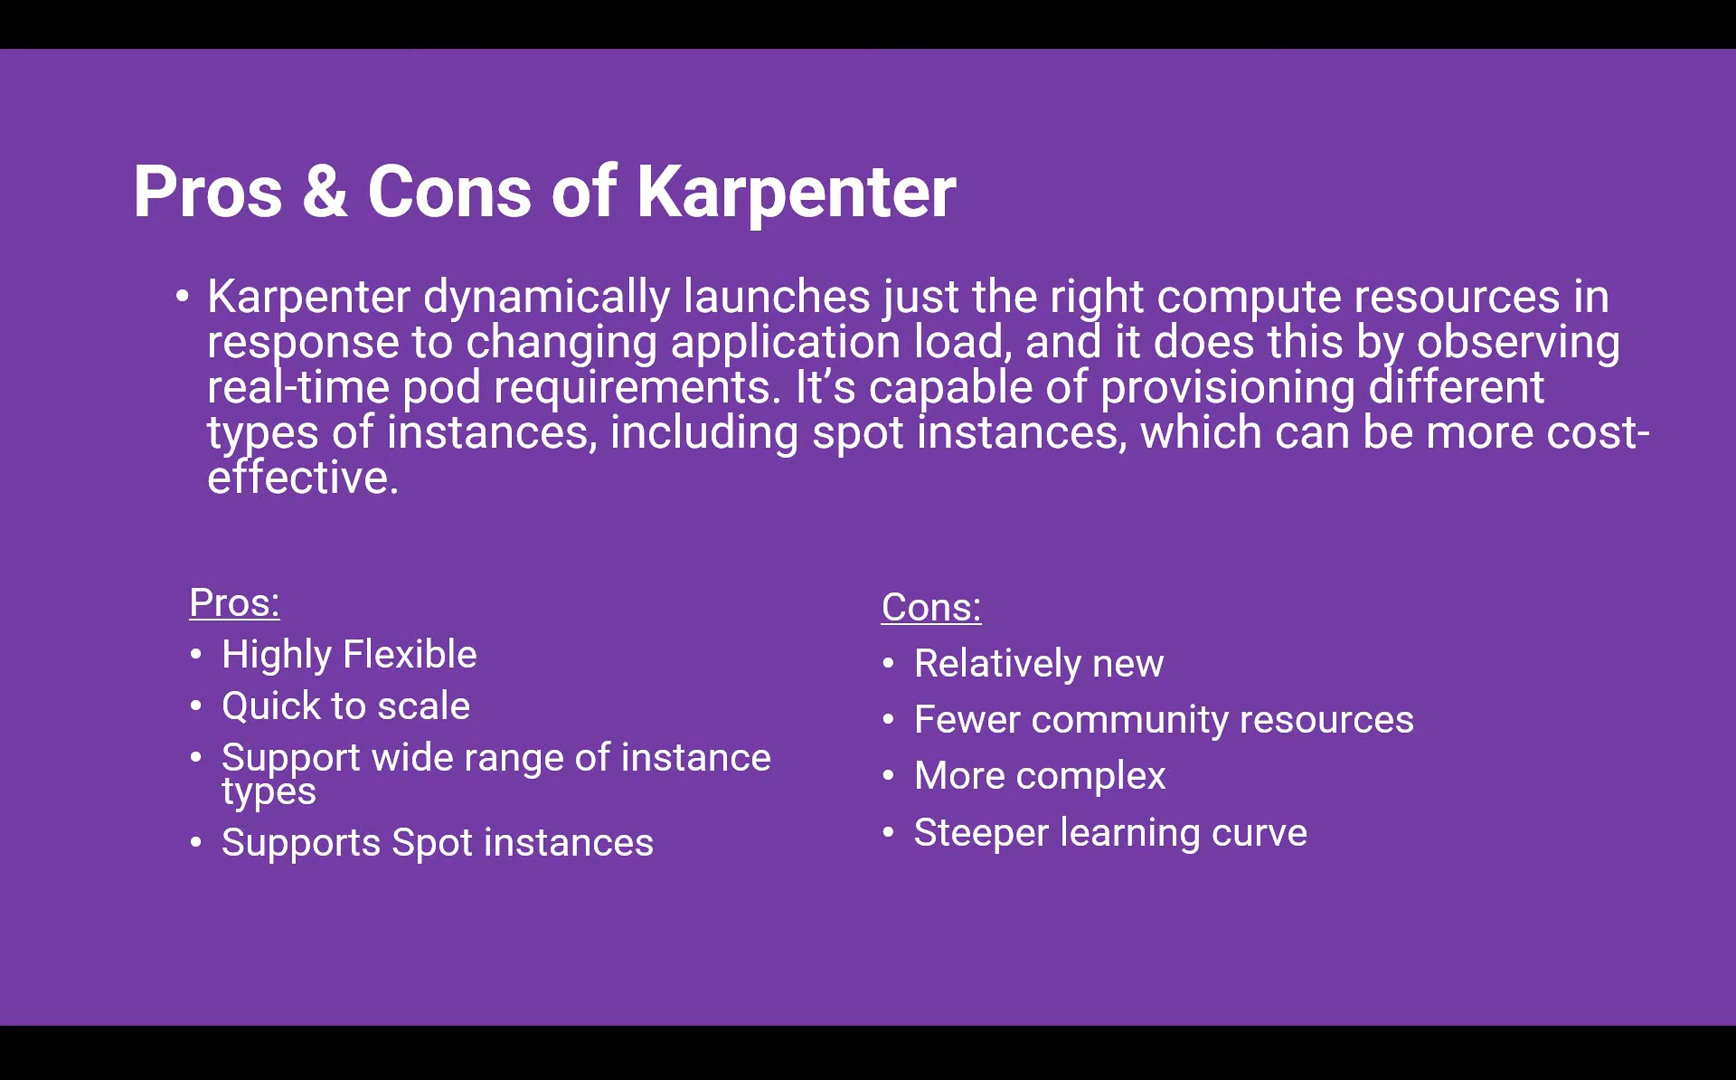 Pros & Cons of Karpenter
• Karpenter dynamically launches just the right compute resources in
response to changing application load, and it does this by observing
real-time pod requirements. It’s capable of provisioning different
types of instances, including spot instances, which can be more cost-
effective.
Pros:
• Highly Flexible
• Quick to scale
• Support wide range of instance
types
• Supports Spot instances
Cons:
• Relatively new
• Fewer community resources
• More complex
• Steeper learning curve